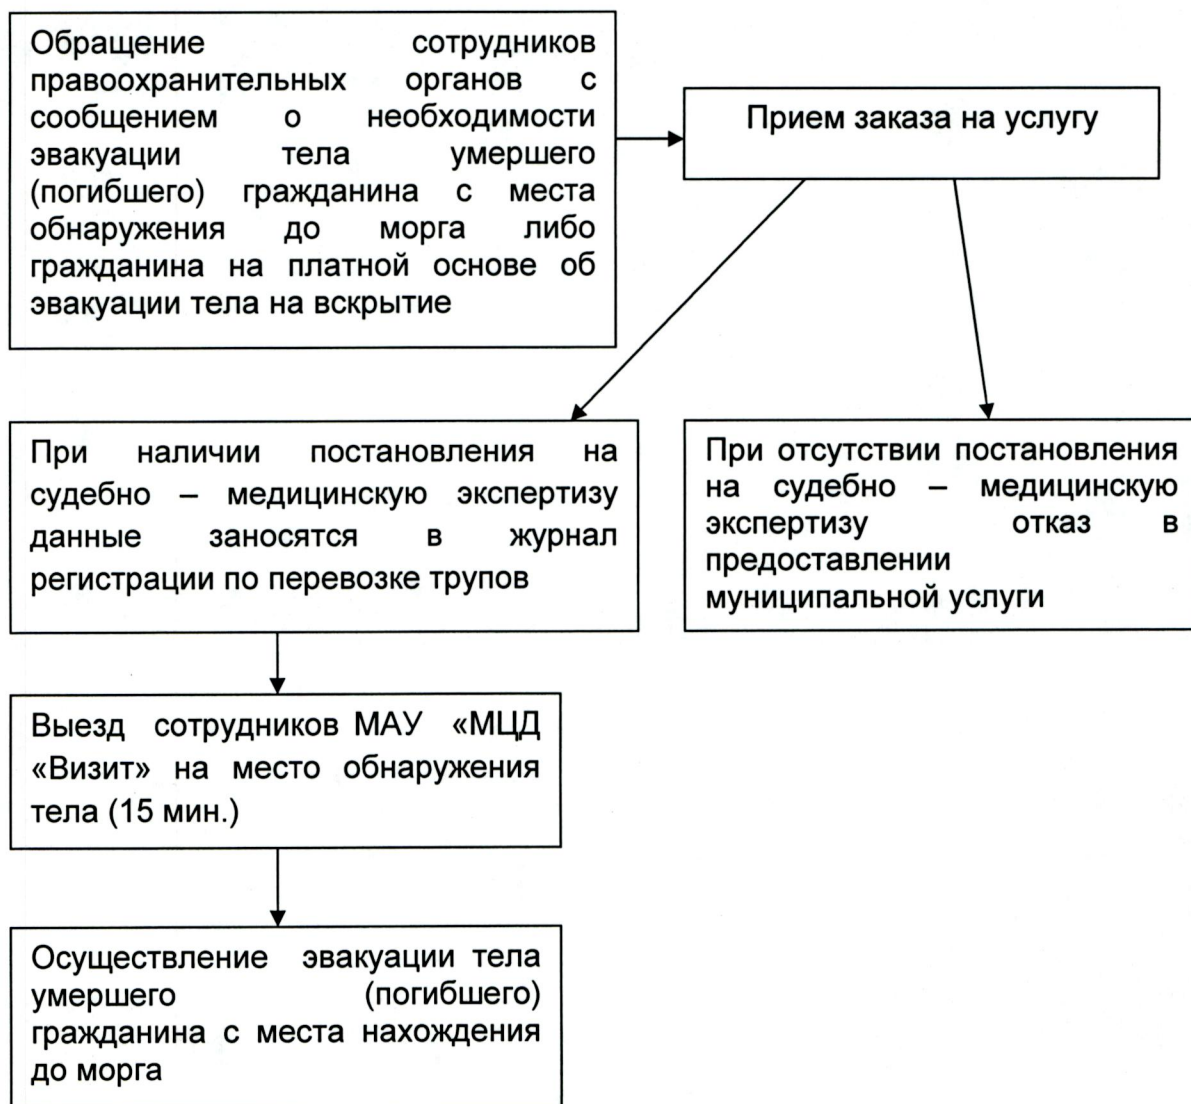 Обращение сотрудников
правоохранительных органов с
сообщением о необходимости
эвакуации тела умершего
(погибшего) гражданина с места
обнаружения до морга либо
гражданина на платной основе об
эвакуации тела на вскрытие
Прием заказа на услугу
При наличии постановления на
судебно – медицинскую экспертизу
данные заносятся в журнал
регистрации по перевозке трупов
При отсутствии постановления
на судебно – медицинскую
экспертизу отказ в
предоставлении
муниципальной услуги
Выезд сотрудников МАУ «МЦД
«Визит» на место обнаружения
тела (15 мин.)
Осуществление эвакуации тела
умершего (погибшего)
гражданина с места нахождения
до морга